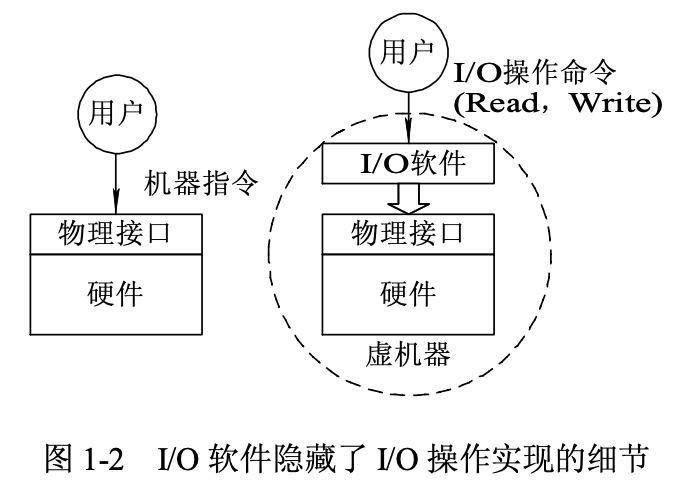 用户
机器指令
物理接口
硬件
用户
I/O操作命令
(Read，Write)
I/O软件
物理接口
硬件
虚机器
图 1-2 I/O 软件隐藏了 I/O 操作实现的细节